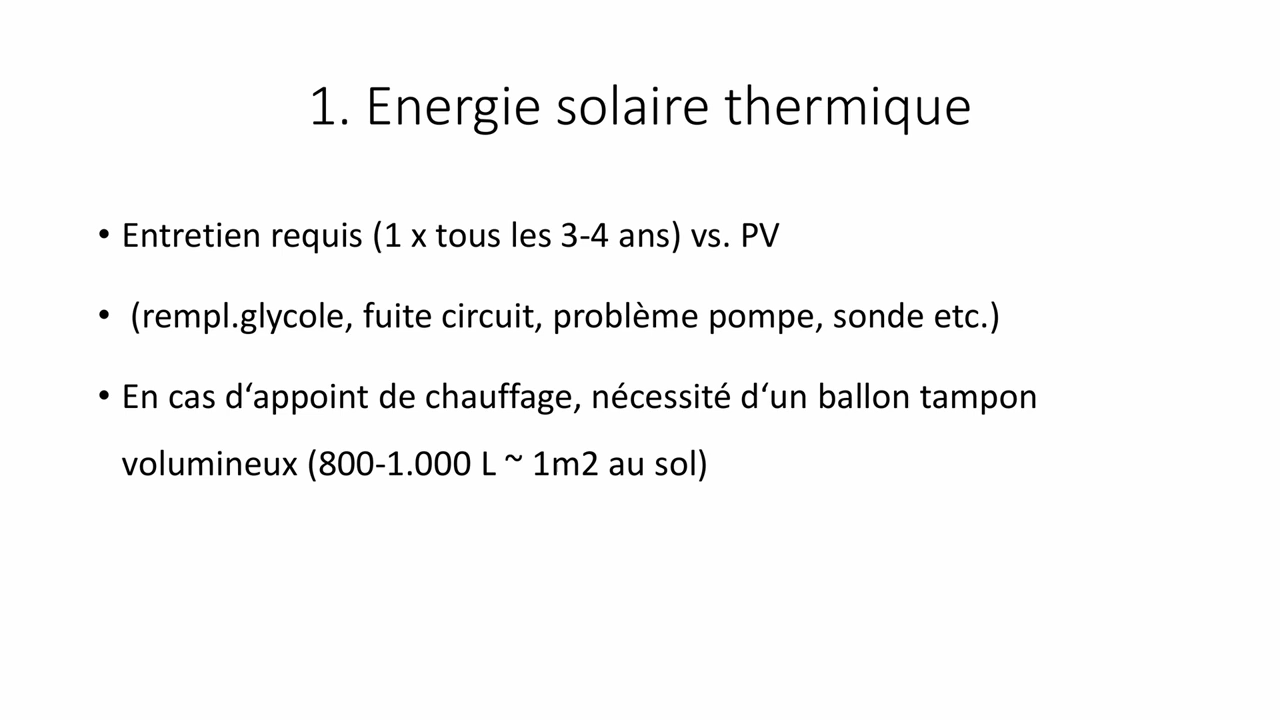 1. Energie solaire thermique
• Entretien requis (1 x tous les 3-4 ans) vs. PV
• (rempl.glycole, fuite circuit, problème pompe, sonde etc.)
• En cas d‘appoint de chauffage, nécessité d‘un ballon tampon
volumineux (800-1.000 L ~ 1m2 au sol)